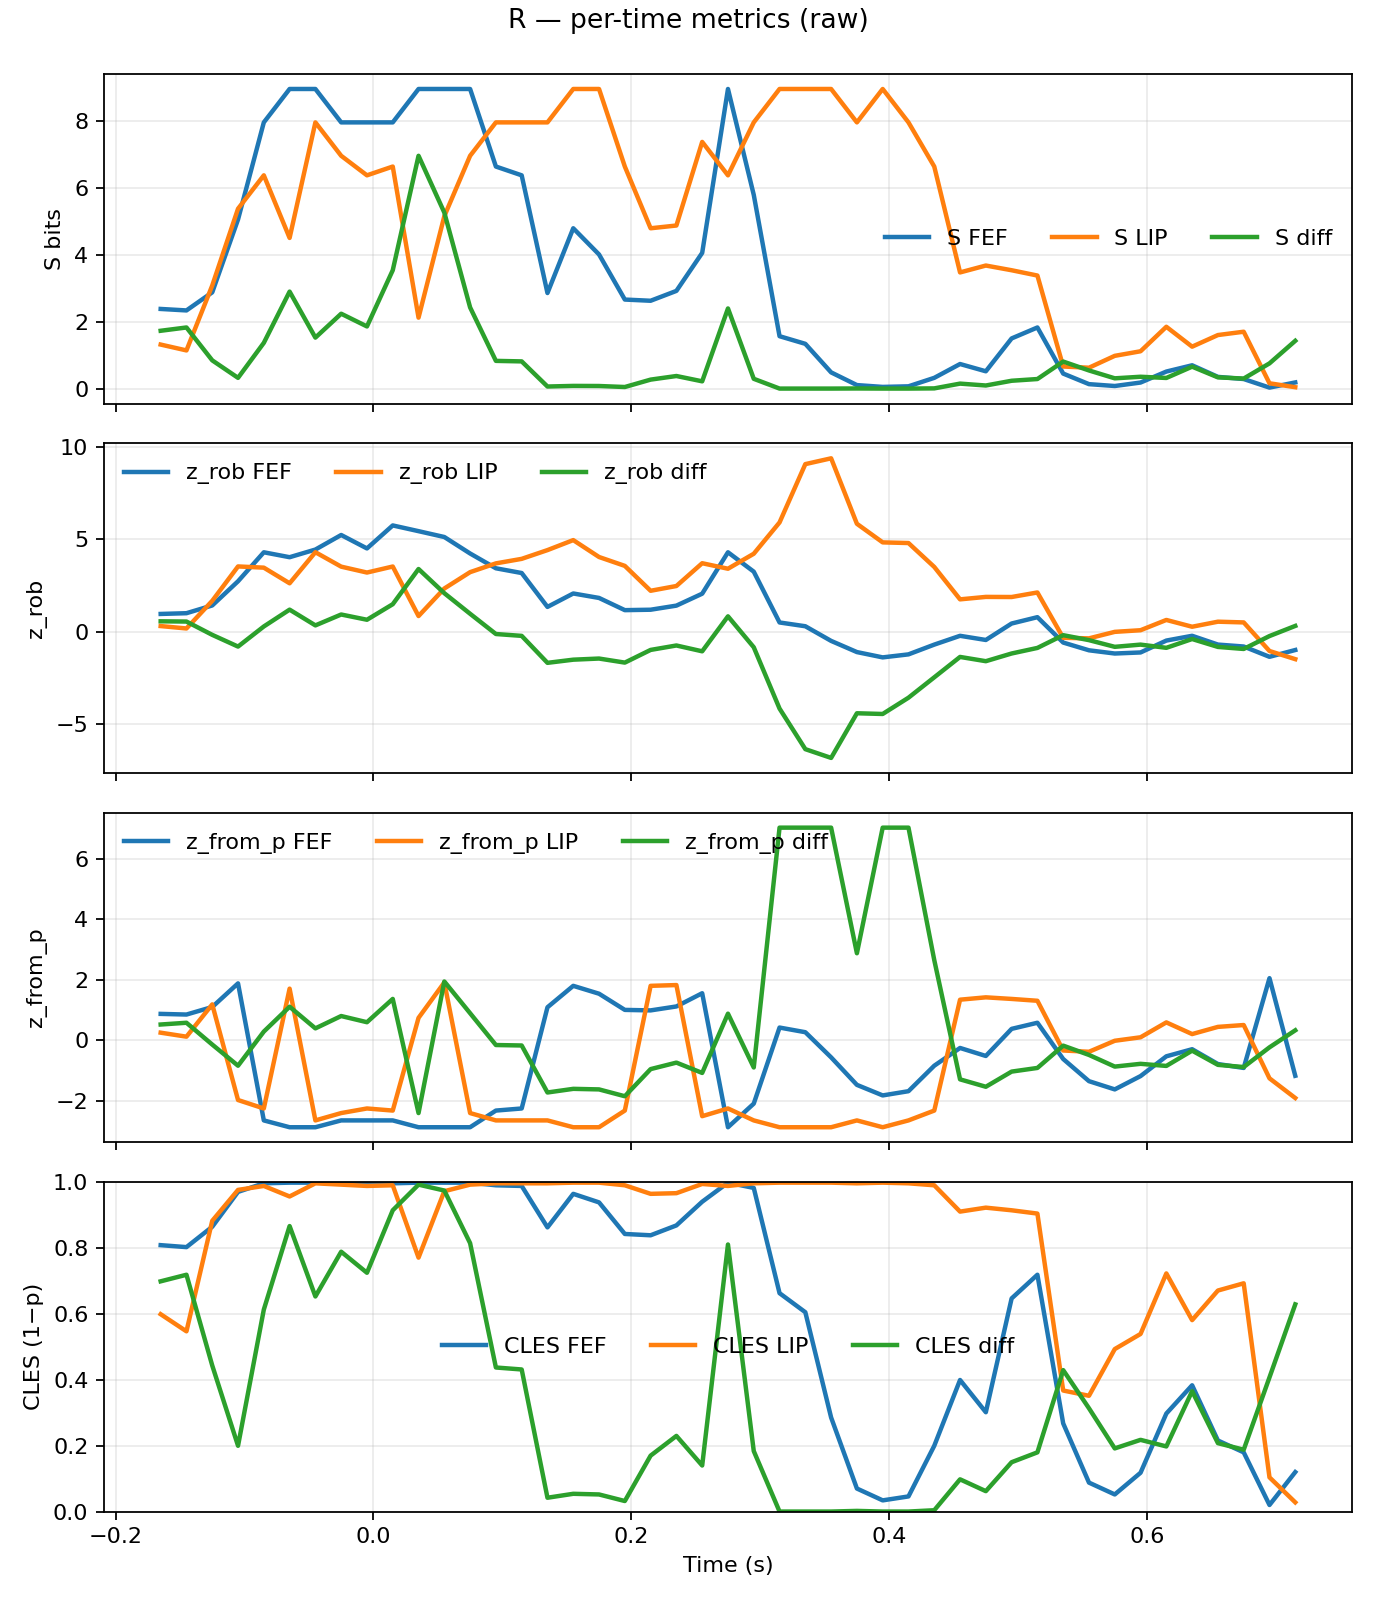 R — per-time metrics (raw)
8
6
4
2
0
S bits
S FEF
S LIP
S diff
10
5
0
−5
z_rob
z_rob FEF
z_rob LIP
z_rob diff
6
4
2
0
−2
z_from_p
z_from_p FEF
z_from_p LIP
z_from_p diff
1.0
0.8
0.6
0.4
0.2
0.0
CLES (1−p)
CLES FEF
CLES LIP
CLES diff
−0.2
0.0
0.2
0.4
0.6
Time (s)